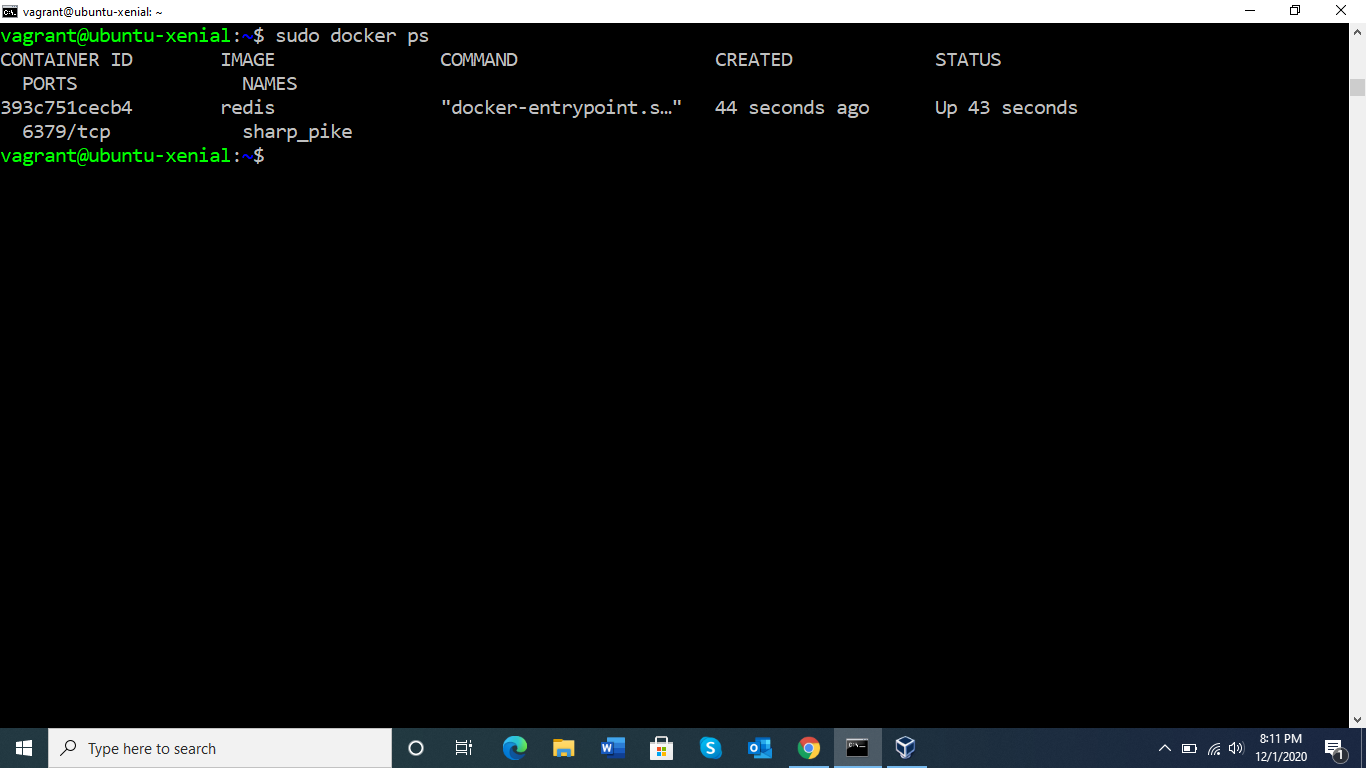 vagrant@ubuntu-xenial: ~
vagrant@ubuntu-xenial:~$ sudo docker ps
CONTAINER ID        IMAGE               COMMAND                  CREATED             STATUS
  PORTS               NAMES
393c751cecb4        redis               "docker-entrypoint.s…"   44 seconds ago      Up 43 seconds
  6379/tcp            sharp_pike
vagrant@ubuntu-xenial:~$
Type here to search
8:11 PM
12/1/2020
1